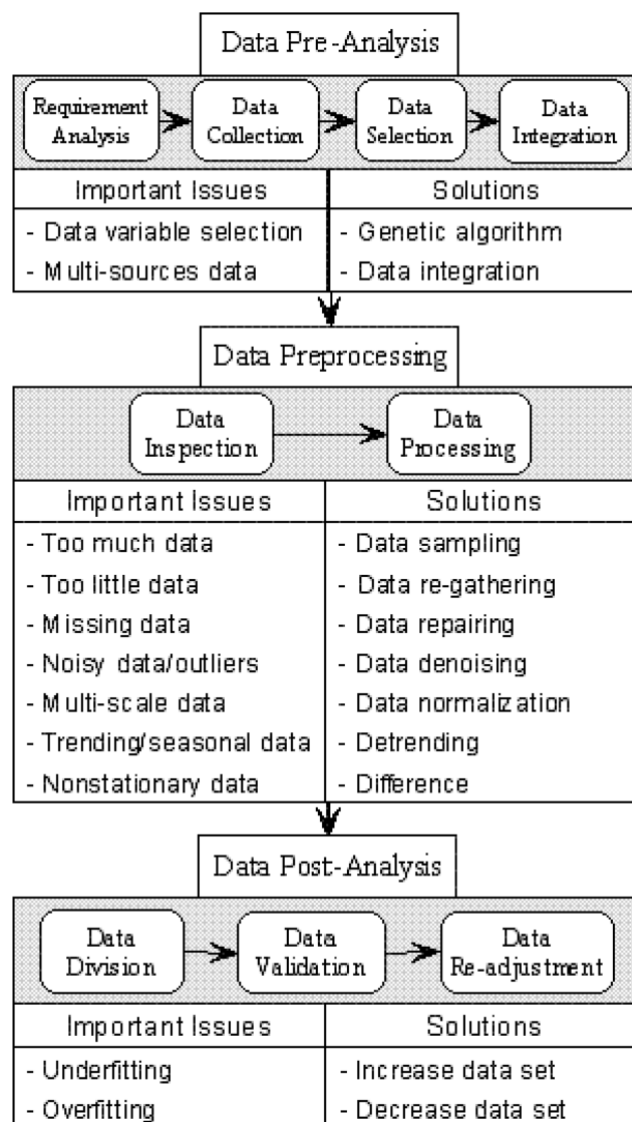 Data Pre-Analysis
Requirement
Analysis
Data
Collection
Data
Selection
Data
Integration
Important Issues
Solutions
- Data variable selection
- Genetic algorithm
- Multi-sources data
- Data integration
Data Preprocessing
Data
Inspection
Data
Processing
Important Issues
Solutions
- Too much data
- Data sampling
- Too little data
- Data re-gathering
- Missing data
- Data repairing
- Noisy data/outliers
- Data denoising
- Multi-scale data
- Data normalization
- Trending/seasonal data
- Detrending
- Nonstationary data
- Difference
Data Post-Analysis
Data
Division
Data
Validation
Data
Re-adjustment
Important Issues
Solutions
- Underfitting
- Increase data set
- Overfitting
- Decrease data set